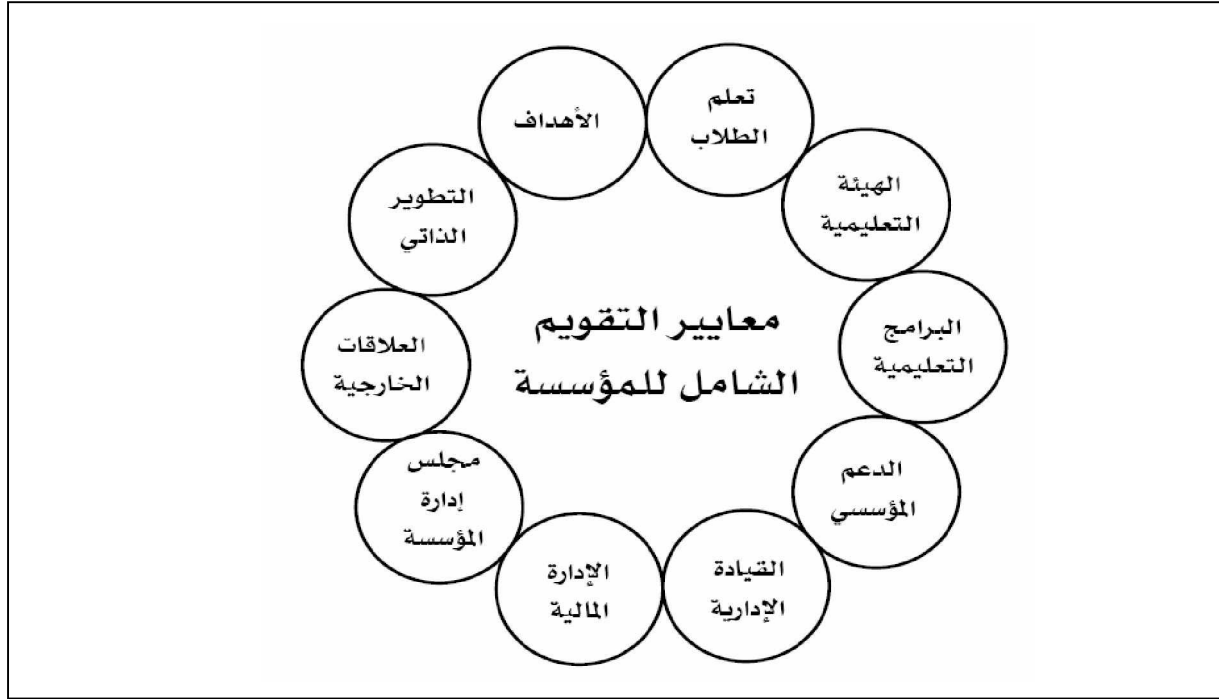 الأهداف
تعلم
الطلاب
الهيئة
التعليمية
البرامج
التعليمية
الدعم
المؤسسي
القيادة
الإدارية
الإدارة
المالية
مجلس
إدارة
المؤسسة
العلاقات
الخارجية
التطوير
الذاتي
معايير التقويم
الشامل للمؤسسة